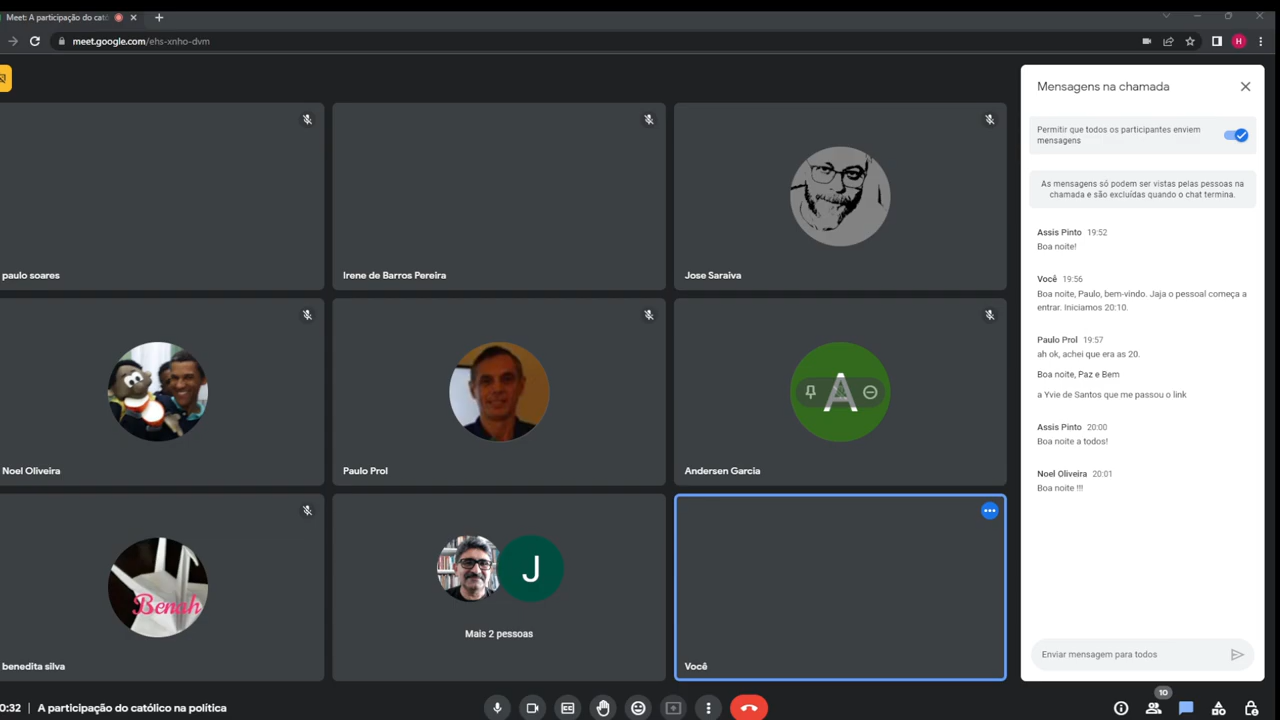 Meet: A participação do cató
meet.google.com/ehs-xnho-dvm
H
paulo soares
Irene de Barros Pereira
Jose Saraiva
Noel Oliveira
Paulo Prol
A
Andersen Garcia
Benah
benedita silva
J
Mais 2 pessoas
Você
Mensagens na chamada
Permitir que todos os participantes enviem
mensagens
As mensagens só podem ser vistas pelas pessoas na
chamada e são excluídas quando o chat termina.
Assis Pinto 19:52
Boa noite!
Você 19:56
Boa noite, Paulo, bem-vindo. Jaja o pessoal começa a
entrar. Iniciamos 20:10.
Paulo Prol 19:57
ah ok, achei que era as 20.
Boa noite, Paz e Bem
a Yvie de Santos que me passou o link
Assis Pinto 20:00
Boa noite a todos!
Noel Oliveira 20:01
Boa noite !!!
Enviar mensagem para todos
0:32 | A participação do católico na política
10